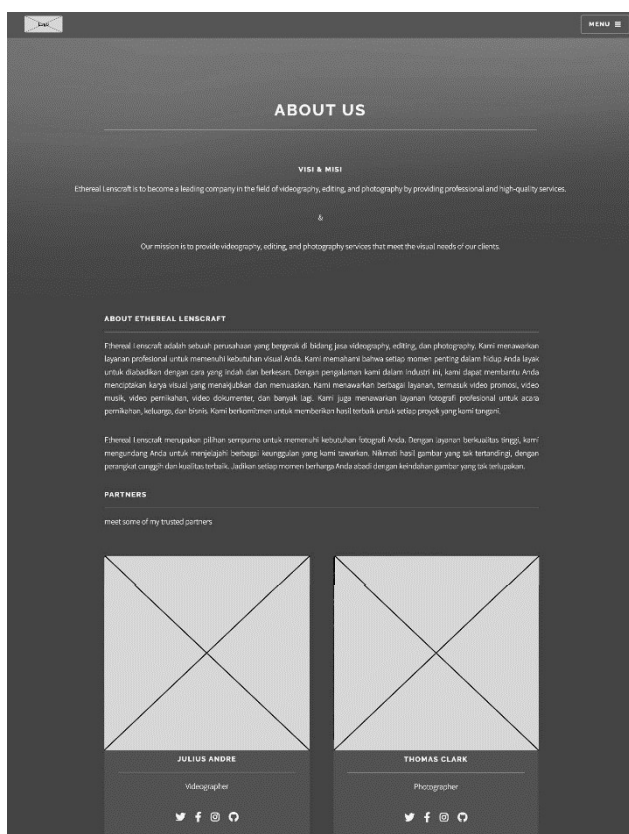 Logo
MENU
ABOUT US
VISI & MISI
Ethereal Lenscraft is to become a leading company in the field of videography, editing, and photography by providing professional and high-quality services.
&
Our mission is to provide videography, editing, and photography services that meet the visual needs of our clients.
ABOUT ETHEREAL LENSCRAFT
Ethereal Lenscraft adalah sebuah perusahaan yang bergerak di bidang jasa videography, editing, dan photography. Kami menawarkan
layanan profesional untuk memenuhi kebutuhan visual Anda. Kami memahami bahwa setiap momen penting dalam hidup Anda layak
untuk diabadikan dengan cara yang indah dan berkesan. Dengan pengalaman kami dalam industri ini, kami dapat membantu Anda
menciptakan karya visual yang menakjubkan dan memuaskan. Kami menawarkan berbagai layanan, termasuk video promosi, video
musik, video pernikahan, video dokumenter, dan banyak lagi. Kami juga menawarkan layanan fotografi profesional untuk acara
pernikahan, keluarga, dan bisnis. Kami berkomitmen untuk memberikan hasil terbaik untuk setiap proyek yang kami tangani.
Ethereal Lenscraft merupakan pilihan sempurna untuk memenuhi kebutuhan fotografi Anda. Dengan layanan berkualitas tinggi, kami
mengundang Anda untuk menjelajahi berbagai keunggulan yang kami tawarkan. Nikmati hasil gambar yang tak tertandingi, dengan
perangkat canggih dan kualitas terbaik. Jadikan setiap momen berharga Anda abadi dengan keindahan gambar yang tak terlupakan.
PARTNERS
meet some of my trusted partners
JULIUS ANDRE
THOMAS CLARK
Videographer
Photographer